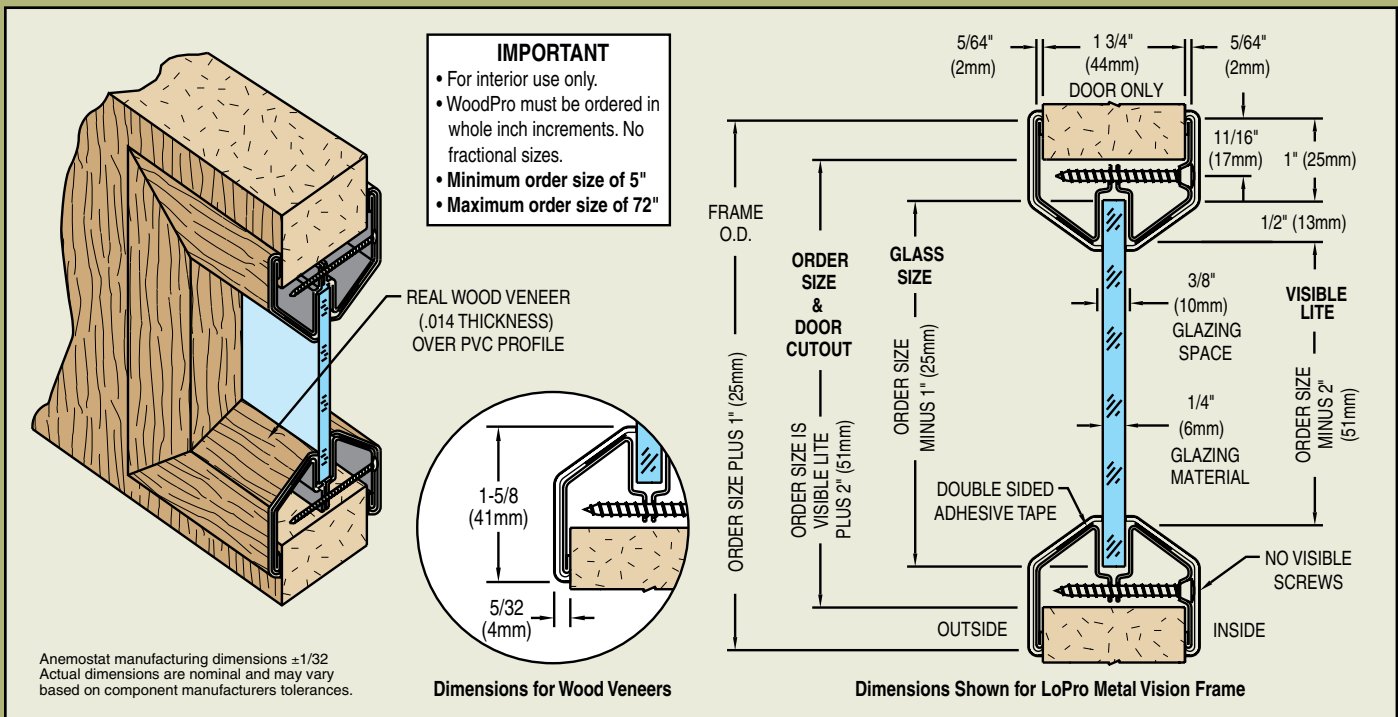 IMPORTANT
• For interior use only.
• WoodPro must be ordered in
whole inch increments. No
fractional sizes.
• Minimum order size of 5"
• Maximum order size of 72"
REAL WOOD VENEER
(.014 THICKNESS)
OVER PVC PROFILE
1-5/8
(41mm)
5/32
(4mm)
Dimensions for Wood Veneers
Anemostat manufacturing dimensions ±1/32
Actual dimensions are nominal and may vary
based on component manufacturers tolerances.
5/64"
(2mm)
1 3/4"
(44mm)
DOOR ONLY
5/64"
(2mm)
11/16"
(17mm)
1" (25mm)
1/2" (13mm)
FRAME
O.D.
ORDER SIZE PLUS 1" (25mm)
ORDER
SIZE
&
DOOR
CUTOUT
ORDER SIZE IS
VISIBLE LITE
PLUS 2" (51mm)
GLASS
SIZE
ORDER SIZE
MINUS 1" (25mm)
3/8"
(10mm)
GLAZING
SPACE
VISIBLE
LITE
ORDER SIZE
MINUS 2"
(51mm)
1/4"
(6mm)
GLAZING
MATERIAL
DOUBLE SIDED
ADHESIVE TAPE
NO VISIBLE
SCREWS
OUTSIDE
INSIDE
Dimensions Shown for LoPro Metal Vision Frame